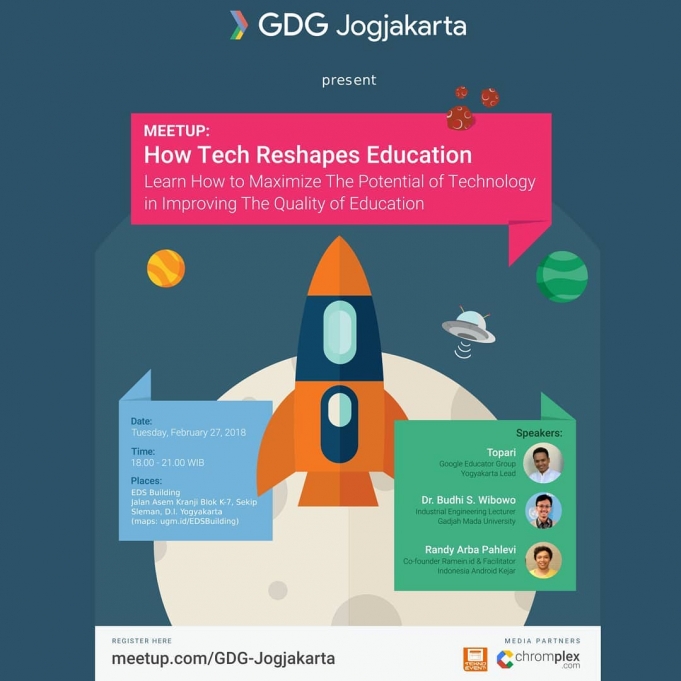 GDG Jogjakarta
present
MEETUP:
How Tech Reshapes Education
Learn How to Maximize The Potential of Technology
in Improving The Quality of Education
Date:
Tuesday, February 27, 2018
Time:
18.00 - 21.00 WIB
Places:
EDS Building
Jalan Asem Kranji Blok K-7, Sekip
Sleman, D.I. Yogyakarta
(maps: ugm.id/EDSBuilding)
Speakers:
Topari
Google Educator Group
Yogyakarta Lead
Dr. Budhi S. Wibowo
Industrial Engineering Lecturer
Gadjah Mada University
Randy Arba Pahlevi
Co-founder Ramein.id & Facilitator
Indonesia Android Kejar
REGISTER HERE
meetup.com/GDG-Jogjakarta
MEDIA PARTNERS
TEKNO
EVENT
chromplex
.com